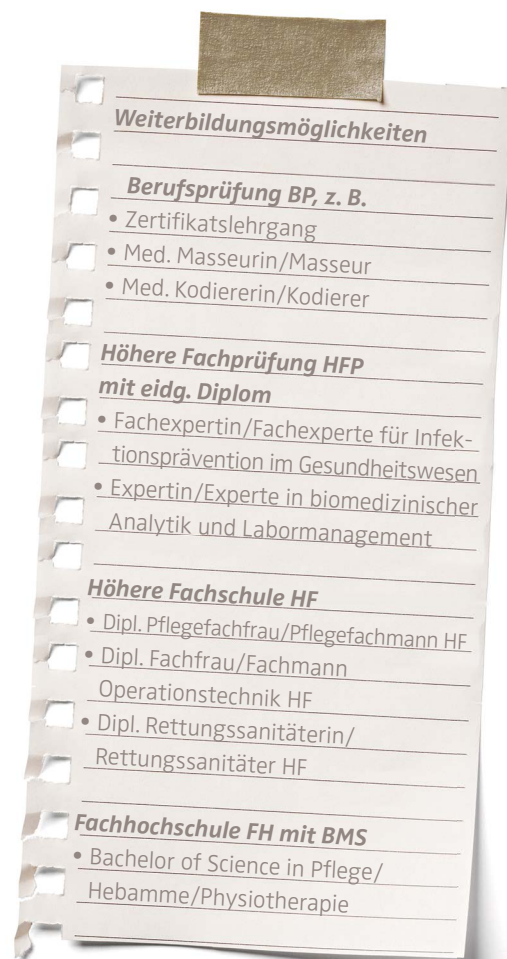 Weiterbildungsmöglichkeiten
Berufsprüfung BP, z. B.
• Zertifikatslehrgang
• Med. Masseurin/Masseur
• Med. Kodiererin/Kodierer
Höhere Fachprüfung HFP
mit eidg. Diplom
• Fachexpertin/Fachexperte für Infek-
tionsprävention im Gesundheitswesen
• Expertin/Experte in biomedizinischer
Analytik und Labormanagement
Höhere Fachschule HF
• Dipl. Pflegefachfrau/Pflegefachmann HF
• Dipl. Fachfrau/Fachmann
Operationstechnik HF
• Dipl. Rettungssanitäterin/
Rettungssanitäter HF
Fachhochschule FH mit BMS
• Bachelor of Science in Pflege/
Hebamme/Physiotherapie